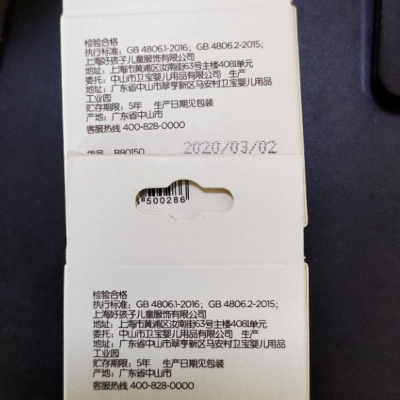 检验合格
执行标准：GB 4806.1-2016；GB 4806.2-2015；
上海好孩子儿童服饰有限公司
地址：上海市黄浦区汝南街63号主楼4081单元
委托：中山市卫宝婴儿用品有限公司 生产
地址：广东省中山市翠亨新区马安村卫宝婴儿用品
工业园
贮存期限：5年 生产日期见包装
产地：广东省中山市
客服热线 400-828-0000
货号 B80150
2020/03/02
500286
检验合格
执行标准：GB 4806.1-2016；GB 4806.2-2015；
上海好孩子儿童服饰有限公司
地址：上海市黄浦区汝南街63号主楼4081单元
委托：中山市卫宝婴儿用品有限公司 生产
地址：广东省中山市翠亨新区马安村卫宝婴儿用品
工业园
贮存期限：5年 生产日期见包装
产地：广东省中山市
客服热线 400-828-0000